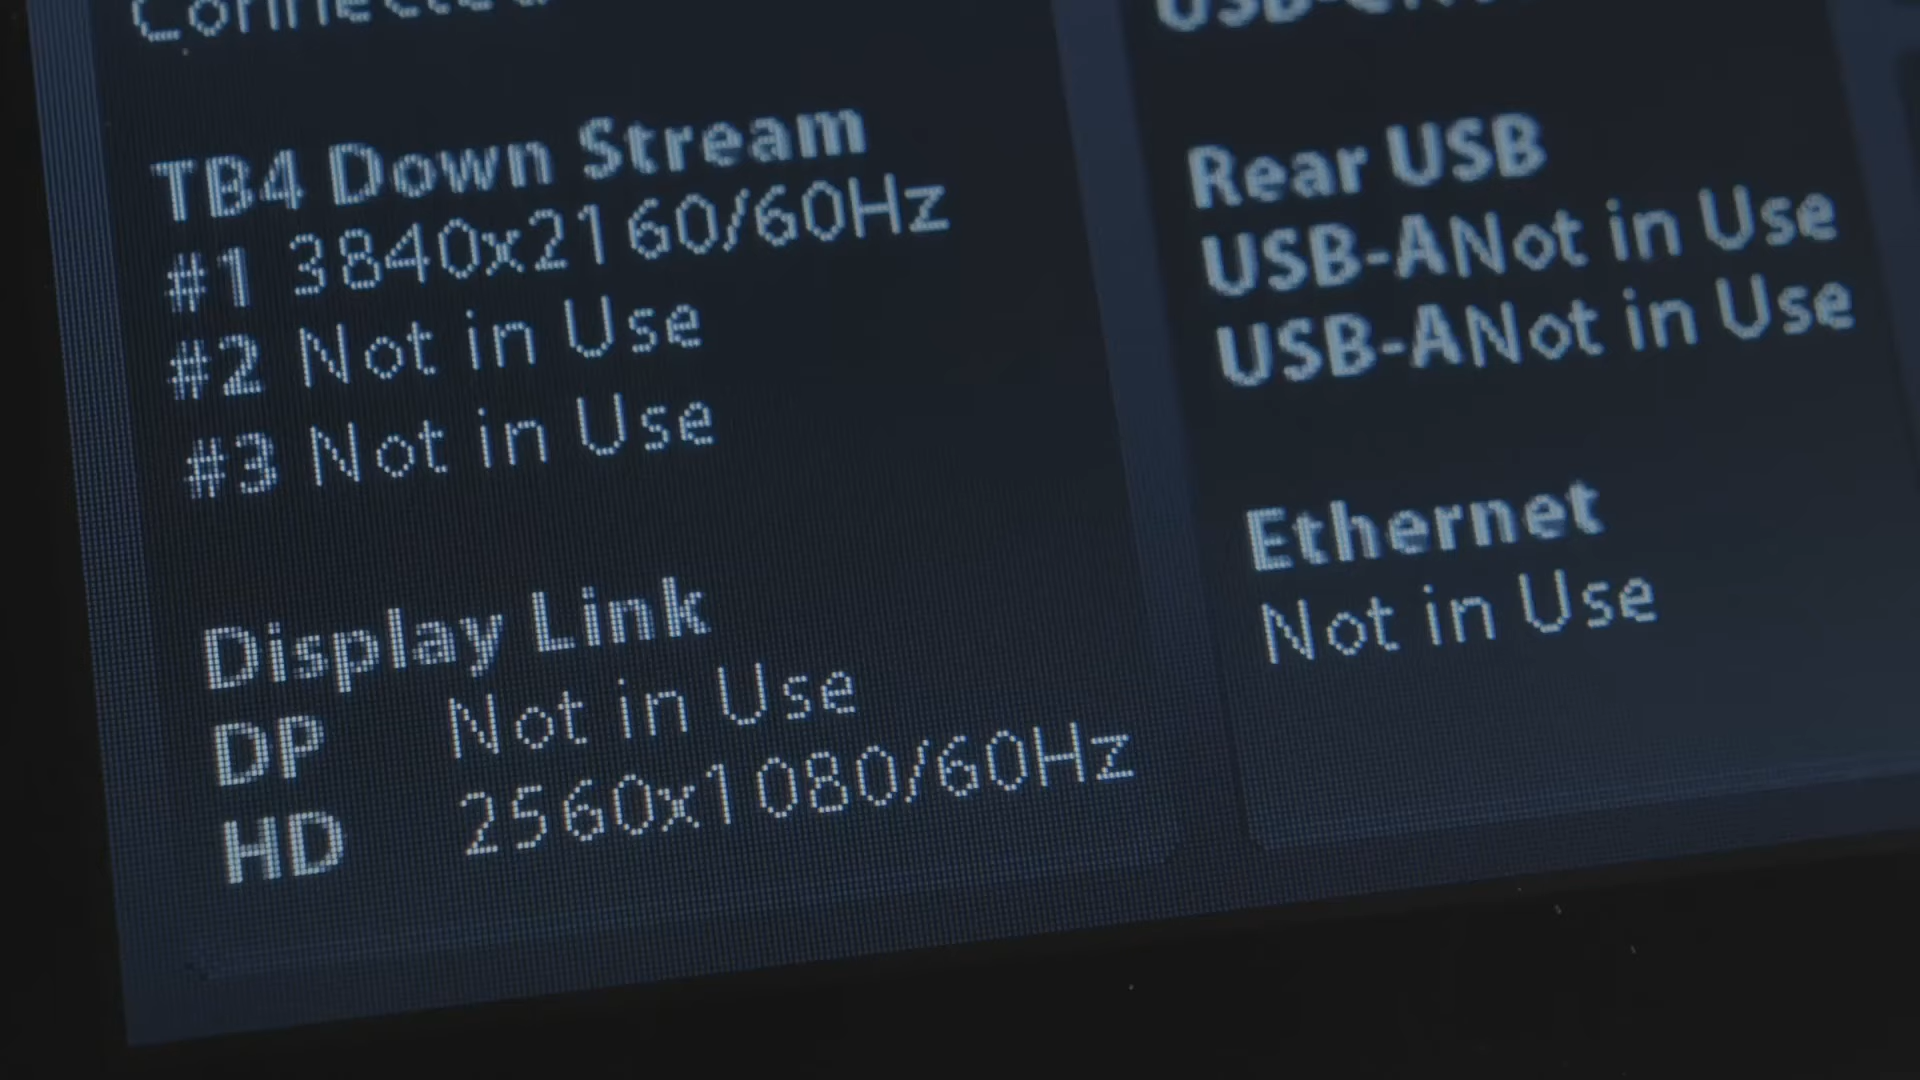 Connected
TB4 Down Stream
#1 3840x2160/60Hz
#2 Not in Use
#3 Not in Use
Display Link
DP Not in Use
HD 2560x1080/60Hz
Rear USB
USB-ANot in Use
USB-ANot in Use
Ethernet
Not in Use